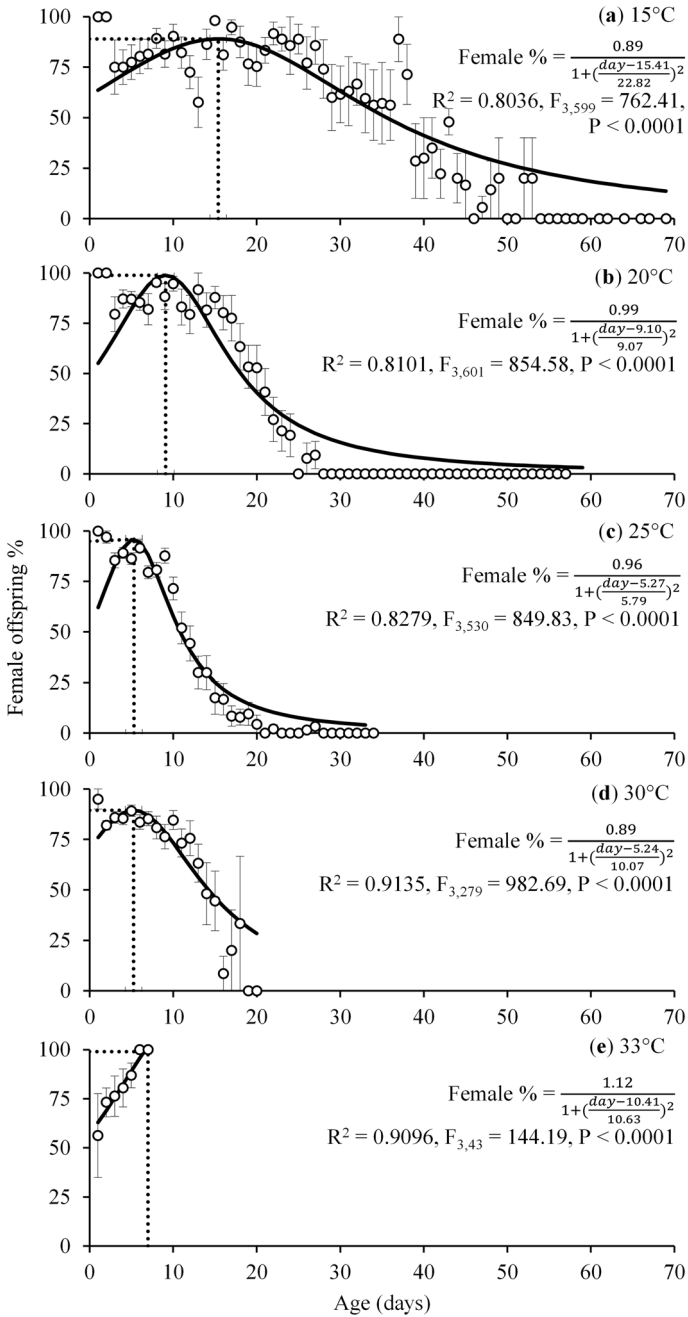 (a) 15°C
Female % = 0.89 / 1+((day−15.41)/22.82)²
R² = 0.8036, F₃,₅₉₉ = 762.41,
P < 0.0001
100
75
50
25
0
0 10 20 30 40 50 60 70
(b) 20°C
Female % = 0.99 / 1+((day−9.10)/9.07)²
R² = 0.8101, F₃,₆₀₁ = 854.58, P < 0.0001
100
75
50
25
0
0 10 20 30 40 50 60 70
(c) 25°C
Female % = 0.96 / 1+((day−5.27)/5.79)²
R² = 0.8279, F₃,₅₃₀ = 849.83, P < 0.0001
100
75
50
25
0
0 10 20 30 40 50 60 70
Female offspring %
(d) 30°C
Female % = 0.89 / 1+((day−5.24)/10.07)²
R² = 0.9135, F₃,₂₇₉ = 982.69, P < 0.0001
100
75
50
25
0
0 10 20 30 40 50 60 70
(e) 33°C
Female % = 1.12 / 1+((day−10.41)/10.63)²
R² = 0.9096, F₃,₄₃ = 144.19, P < 0.0001
100
75
50
25
0
0 10 20 30 40 50 60 70
Age (days)